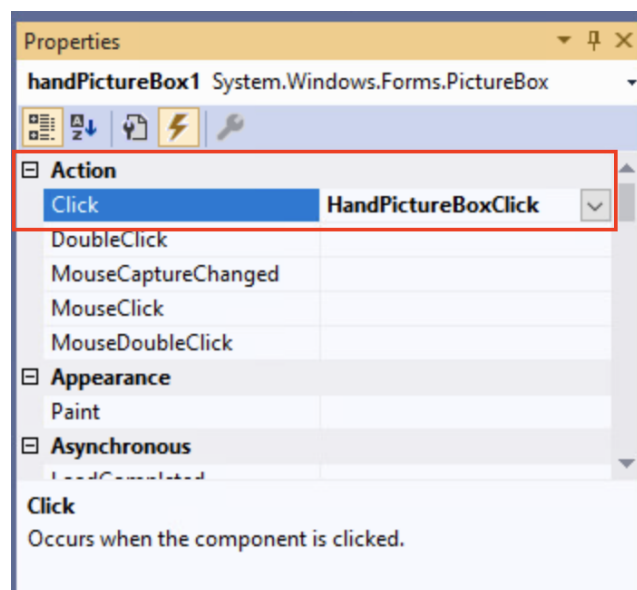 Properties
handPictureBox1 System.Windows.Forms.PictureBox
Action
Click HandPictureBoxClick
DoubleClick
MouseCaptureChanged
MouseClick
MouseDoubleClick
Appearance
Paint
Asynchronous
LoadCompleted
Click
Occurs when the component is clicked.